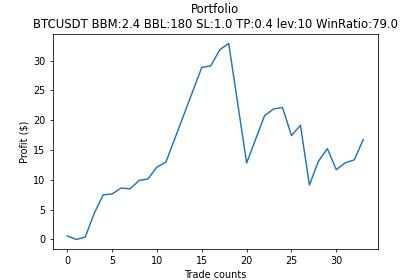 Portfolio
BTCUSDT BBM:2.4 BBL:180 SL:1.0 TP:0.4 lev:10 WinRatio:79.0
Profit ($)
30
25
20
15
10
5
0
0 5 10 15 20 25 30
Trade counts